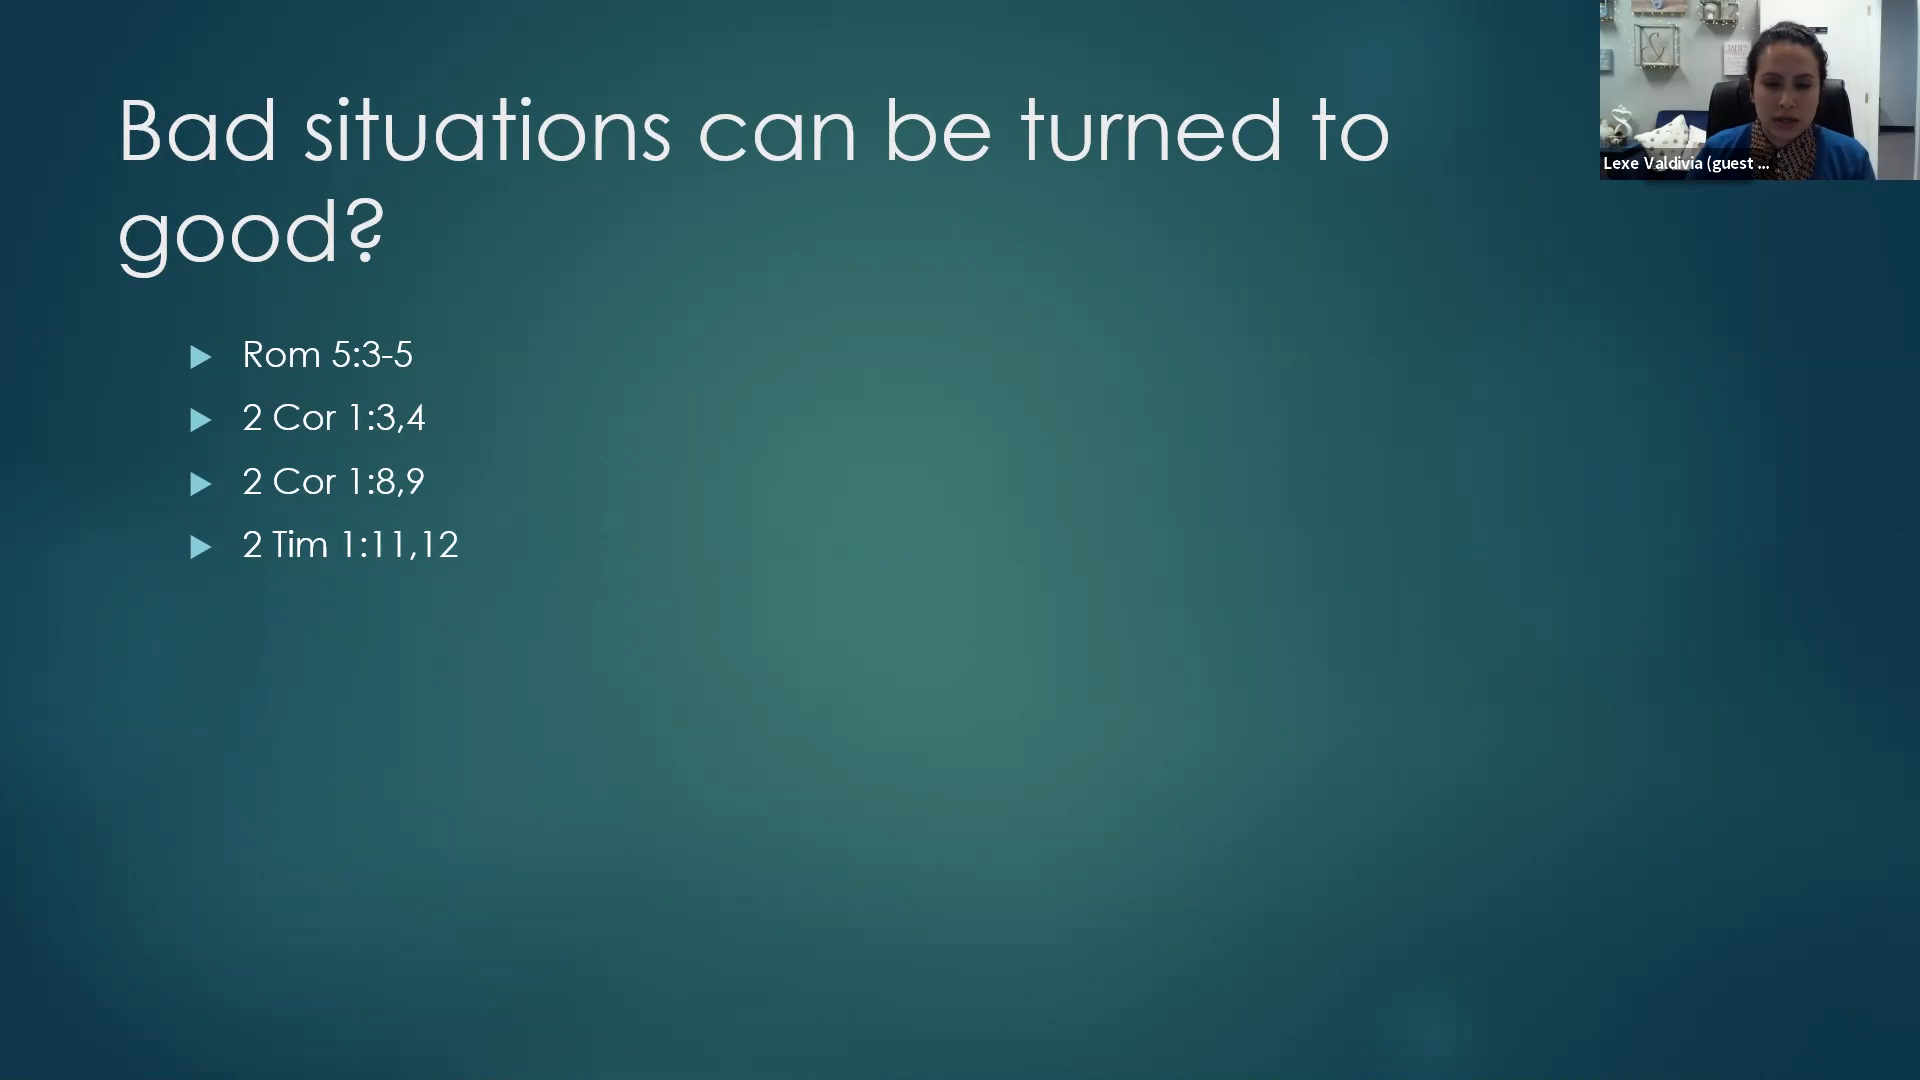 Bad situations can be turned to
good?
Rom 5:3-5
2 Cor 1:3,4
2 Cor 1:8,9
2 Tim 1:11,12
&
Lexe Valdivia (guest ...